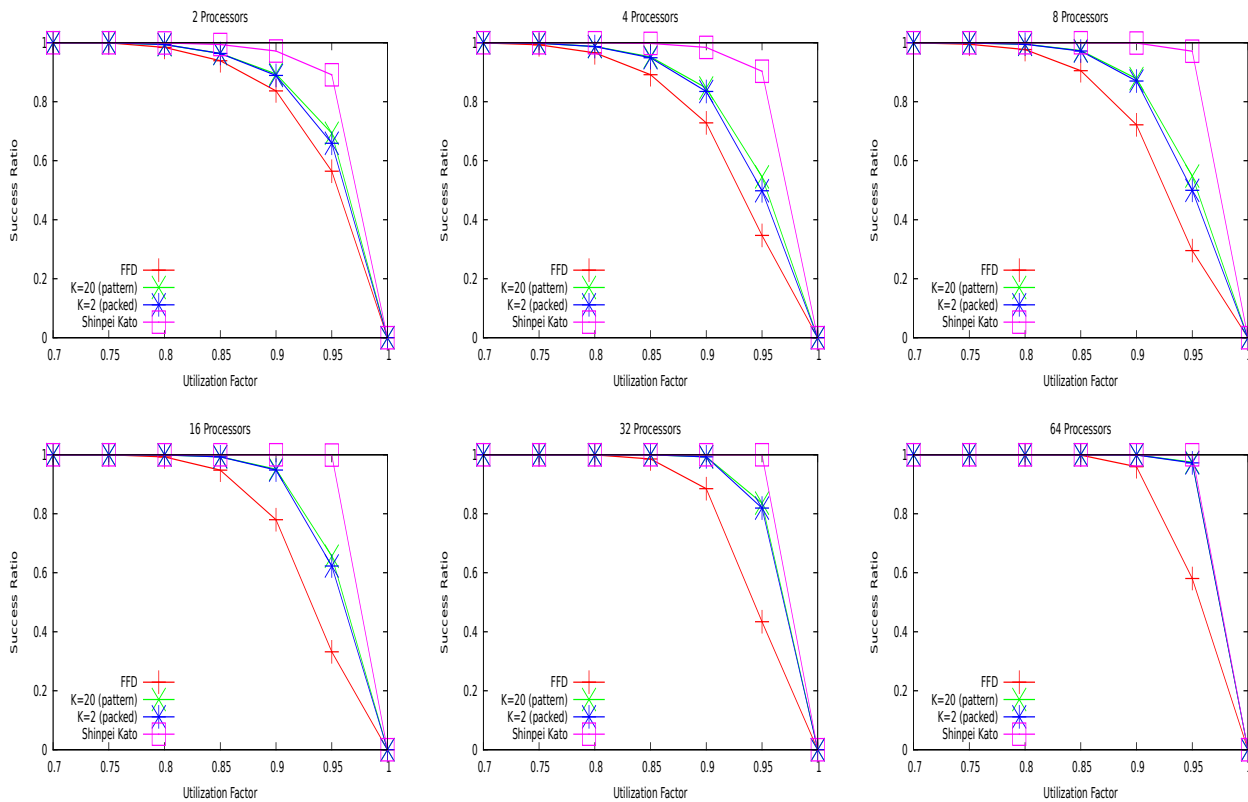 2 Processors
1
0.8
0.6
0.4
0.2
0
Success Ratio
FFD
K=20 (pattern)
K=2 (packed)
Shinpei Kato
0.7 0.75 0.8 0.85 0.9 0.95 1
Utilization Factor
4 Processors
1
0.8
0.6
0.4
0.2
0
Success Ratio
FFD
K=20 (pattern)
K=2 (packed)
Shinpei Kato
0.7 0.75 0.8 0.85 0.9 0.95 1
Utilization Factor
8 Processors
1
0.8
0.6
0.4
0.2
0
Success Ratio
FFD
K=20 (pattern)
K=2 (packed)
Shinpei Kato
0.7 0.75 0.8 0.85 0.9 0.95 1
Utilization Factor
16 Processors
1
0.8
0.6
0.4
0.2
0
Success Ratio
FFD
K=20 (pattern)
K=2 (packed)
Shinpei Kato
0.7 0.75 0.8 0.85 0.9 0.95 1
Utilization Factor
32 Processors
1
0.8
0.6
0.4
0.2
0
Success Ratio
FFD
K=20 (pattern)
K=2 (packed)
Shinpei Kato
0.7 0.75 0.8 0.85 0.9 0.95 1
Utilization Factor
64 Processors
1
0.8
0.6
0.4
0.2
0
Success Ratio
FFD
K=20 (pattern)
K=2 (packed)
Shinpei Kato
0.7 0.75 0.8 0.85 0.9 0.95 1
Utilization Factor